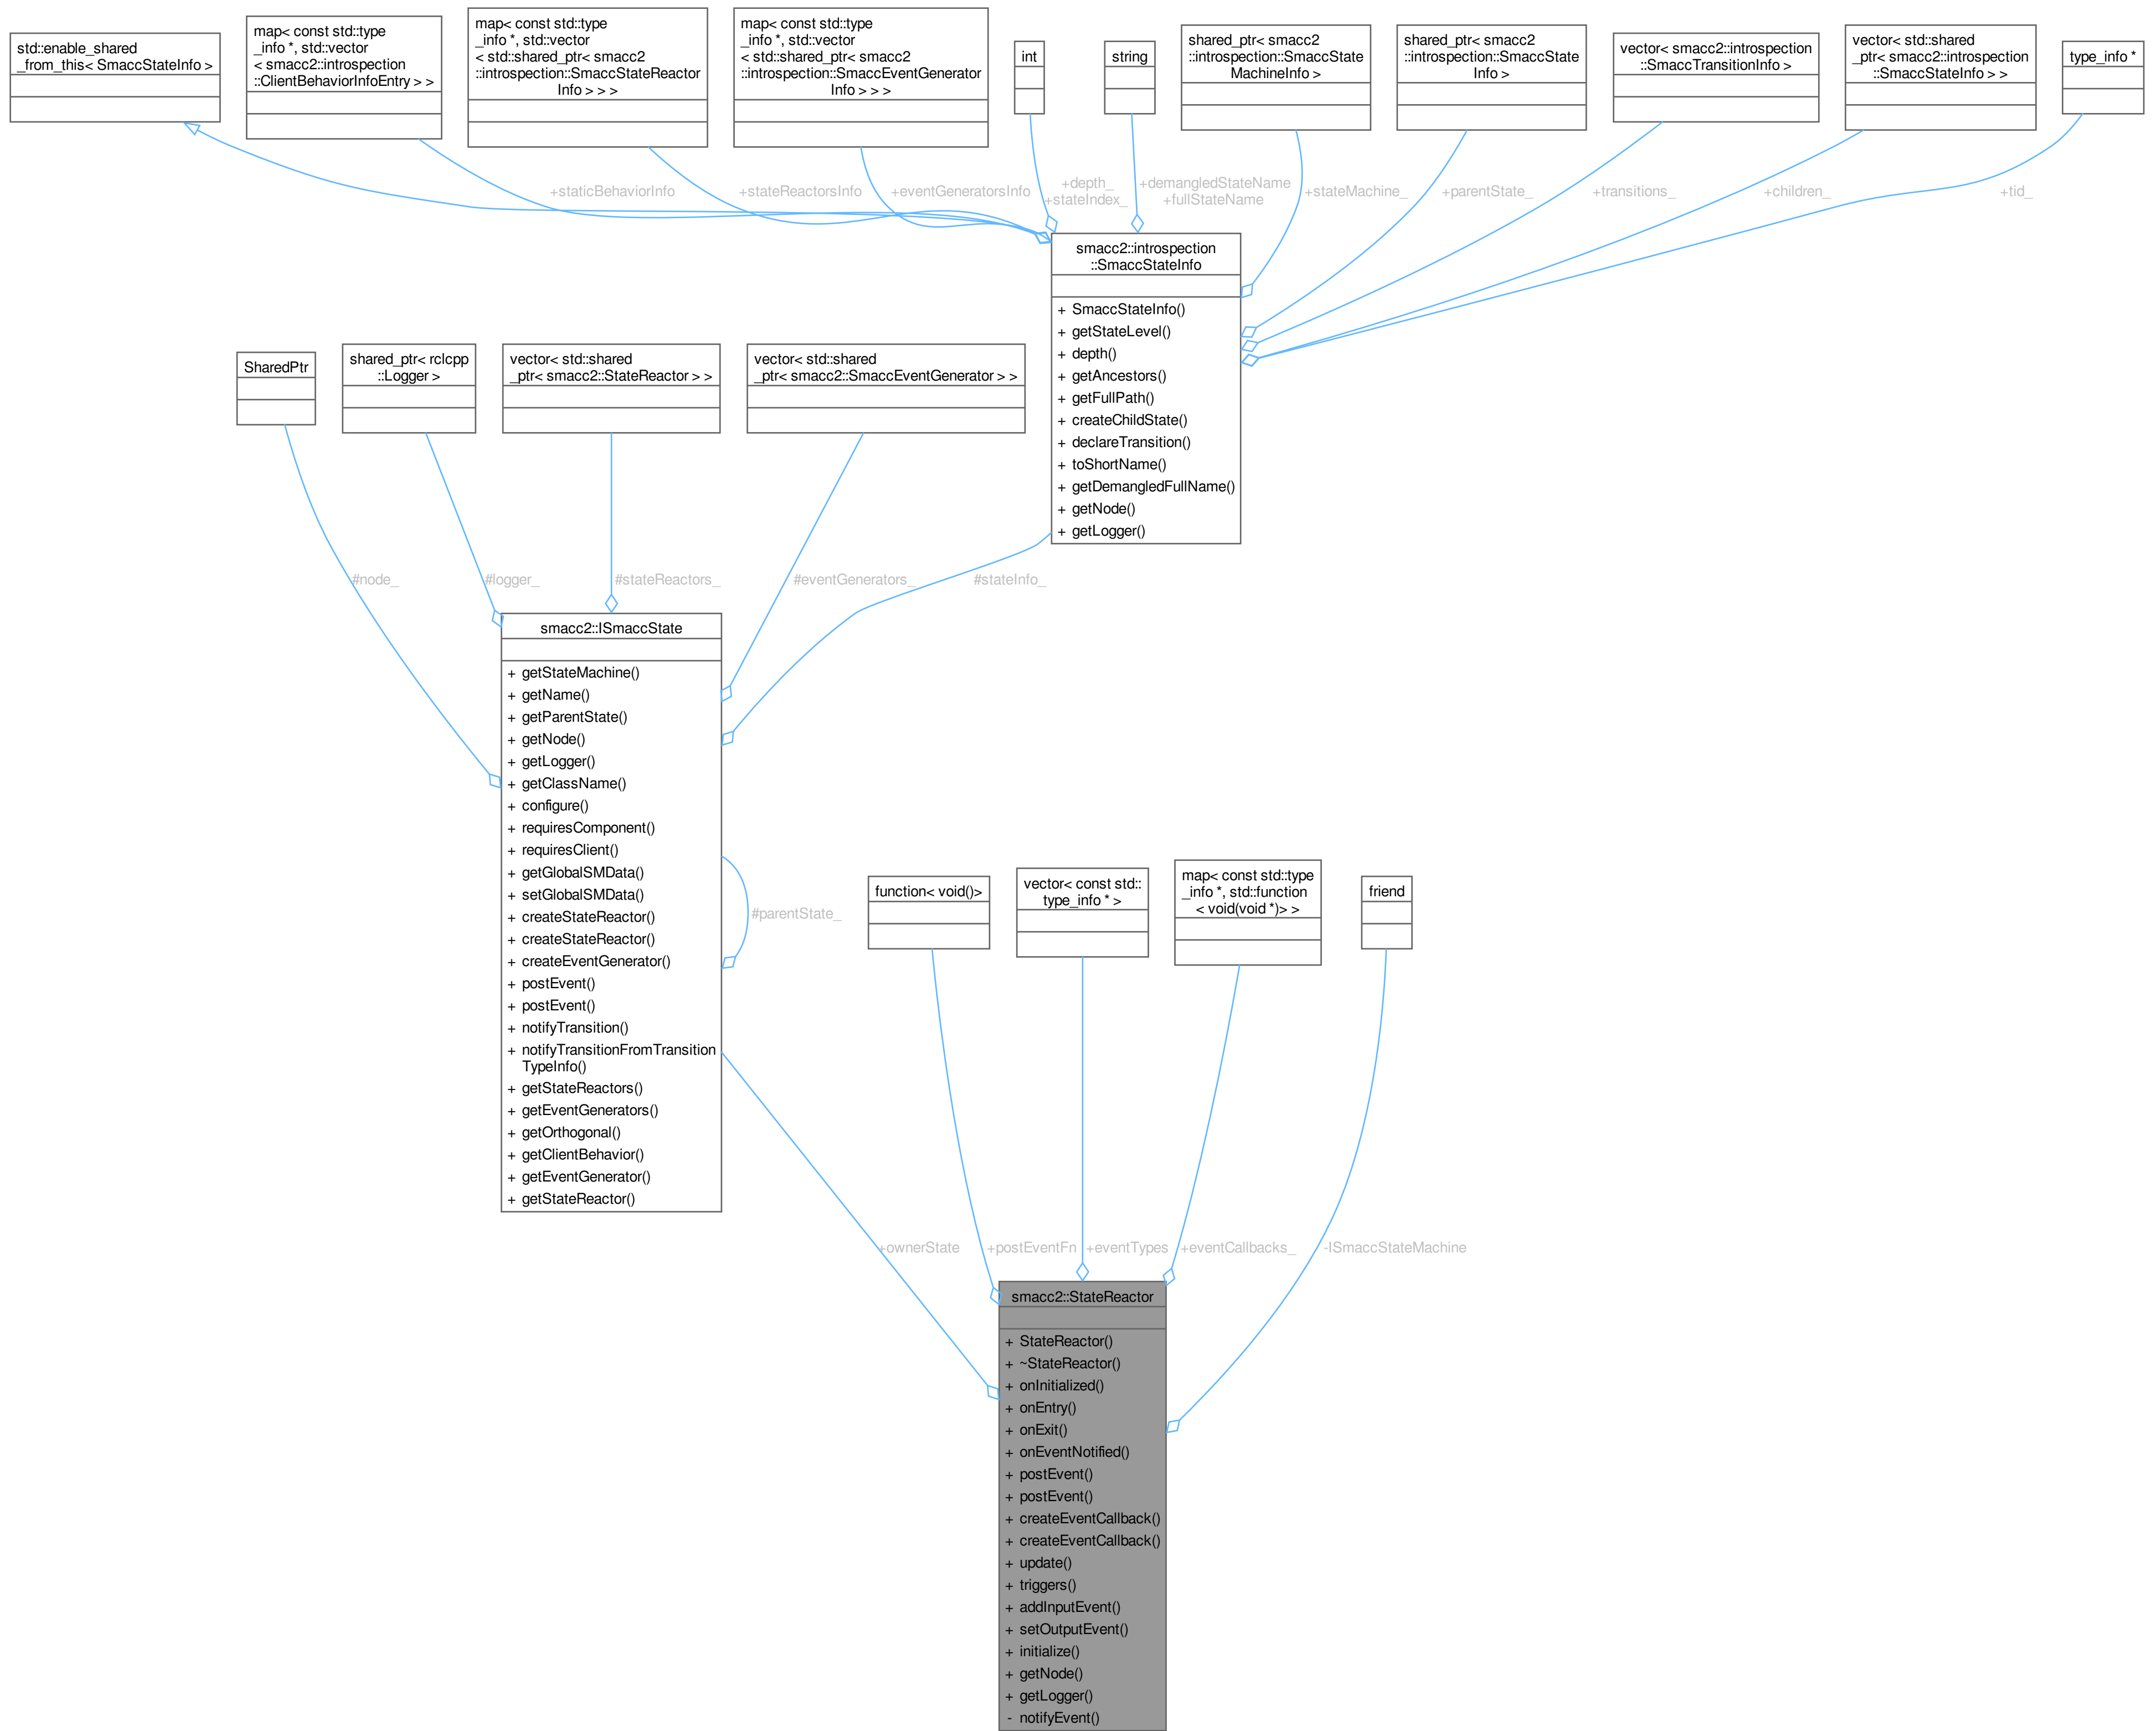 std::enable_shared
_from_this< SmaccStateInfo >
map< const std::type
_info *, std::vector
< smacc2::introspection
::ClientBehaviorInfoEntry > >
map< const std::type
_info *, std::vector
< std::shared_ptr< smacc2
::introspection::SmaccStateReactor
Info > > >
map< const std::type
_info *, std::vector
< std::shared_ptr< smacc2
::introspection::SmaccEventGenerator
Info > > >
int
string
shared_ptr< smacc2
::introspection::SmaccState
MachineInfo >
shared_ptr< smacc2
::introspection::SmaccState
Info >
vector< smacc2::introspection
::SmaccTransitionInfo >
vector< std::shared
_ptr< smacc2::introspection
::SmaccStateInfo > >
type_info *
+staticBehaviorInfo
+stateReactorsInfo
+eventGeneratorsInfo
+depth_
+stateIndex_
+demangledStateName
+fullStateName
+stateMachine_
+parentState_
+transitions_
+children_
+tid_
smacc2::introspection
::SmaccStateInfo
+ SmaccStateInfo()
+ getStateLevel()
+ depth()
+ getAncestors()
+ getFullPath()
+ createChildState()
+ declareTransition()
+ toShortName()
+ getDemangledFullName()
+ getNode()
+ getLogger()
SharedPtr
shared_ptr< rclcpp
::Logger >
vector< std::shared
_ptr< smacc2::StateReactor > >
vector< std::shared
_ptr< smacc2::SmaccEventGenerator > >
#node_
#logger_
#stateReactors_
#eventGenerators_
#stateInfo_
smacc2::ISmaccState
+ getStateMachine()
+ getName()
+ getParentState()
+ getNode()
+ getLogger()
+ getClassName()
+ configure()
+ requiresComponent()
+ requiresClient()
+ getGlobalSMData()
+ setGlobalSMData()
+ createStateReactor()
+ createStateReactor()
+ createEventGenerator()
+ postEvent()
+ postEvent()
+ notifyTransition()
+ notifyTransitionFromTransition
TypeInfo()
+ getStateReactors()
+ getEventGenerators()
+ getOrthogonal()
+ getClientBehavior()
+ getEventGenerator()
+ getStateReactor()
#parentState_
function< void()>
vector< const std::
type_info * >
map< const std::type
_info *, std::function
< void(void *)> >
friend
+ownerState
+postEventFn
+eventTypes
+eventCallbacks_
-ISmaccStateMachine
smacc2::StateReactor
+ StateReactor()
+ ~StateReactor()
+ onInitialized()
+ onEntry()
+ onExit()
+ onEventNotified()
+ postEvent()
+ postEvent()
+ createEventCallback()
+ createEventCallback()
+ update()
+ triggers()
+ addInputEvent()
+ setOutputEvent()
+ initialize()
+ getNode()
+ getLogger()
- notifyEvent()